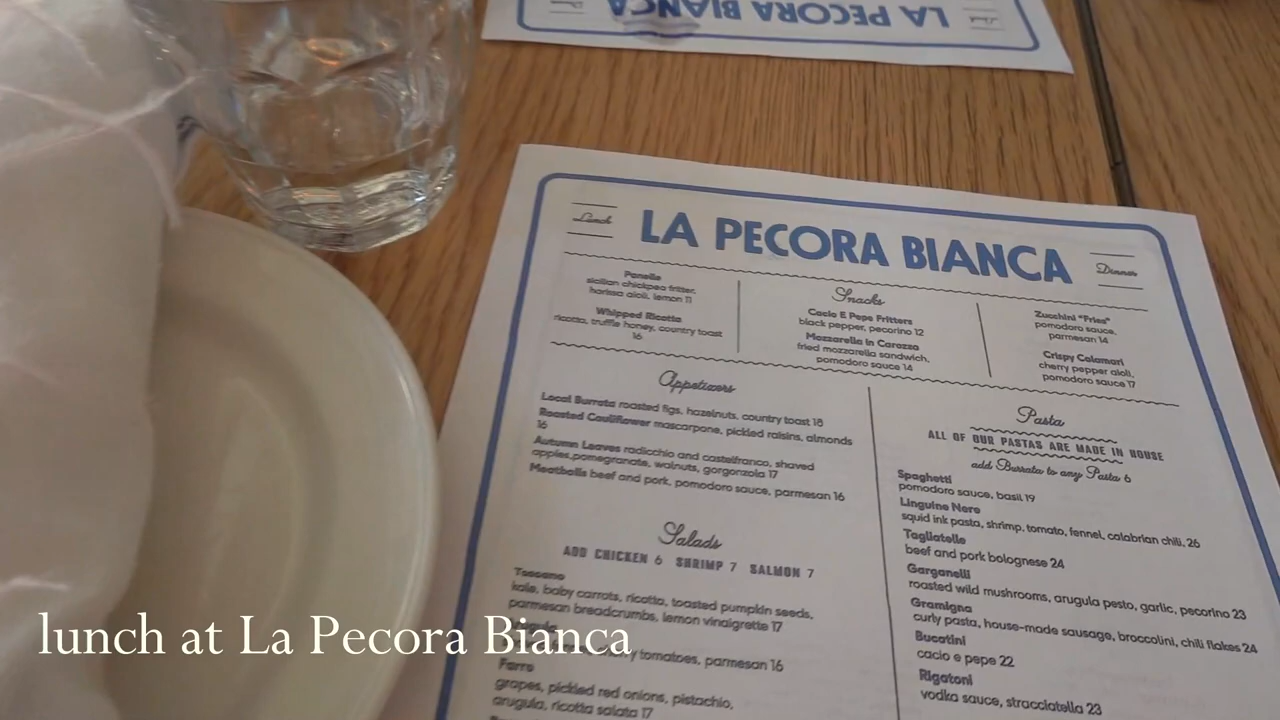 LA PECORA BIANCA
Lunch
LA PECORA BIANCA
Dinner
Panelle
sicilian chickpea fritter,
harissa aioli, lemon 11
Whipped Ricotta
ricotta, truffle honey, country toast
16
Snacks
Cacio E Pepe Fritters
black pepper, pecorino 12
Mozzarella In Carozza
fried mozzarella sandwich,
pomodoro sauce 14
Zucchini "Fries"
pomodoro sauce,
parmesan 14
Crispy Calamari
cherry pepper aioli,
pomodoro sauce 17
Appetizers
Local Burrata roasted figs, hazelnuts, country toast 18
Roasted Cauliflower mascarpone, pickled raisins, almonds
16
Autumn Leaves radicchio and castelfranco, shaved
apples,pomegranate, walnuts, gorgonzola 17
Meatballs beef and pork, pomodoro sauce, parmesan 16
Salads
ADD CHICKEN 6 SHRIMP 7 SALMON 7
Toscano
kale, baby carrots, ricotta, toasted pumpkin seeds,
parmesan breadcrumbs, lemon vinaigrette 17
tomatoes, parmesan 16
Farro
grapes, pickled red onions, pistachio,
arugula, ricotta salata 17
Pasta
ALL OF OUR PASTAS ARE MADE IN HOUSE
add Burrata to any Pasta 6
Spaghetti
pomodoro sauce, basil 19
Linguine Nero
squid ink pasta, shrimp, tomato, fennel, calabrian chili, 26
Tagliatelle
beef and pork bolognese 24
Garganelli
roasted wild mushrooms, arugula pesto, garlic, pecorino 23
Gramigna
curly pasta, house-made sausage, broccolini, chili flakes 24
Bucatini
cacio e pepe 22
Rigatoni
vodka sauce, stracciatella 23
lunch at La Pecora Bianca